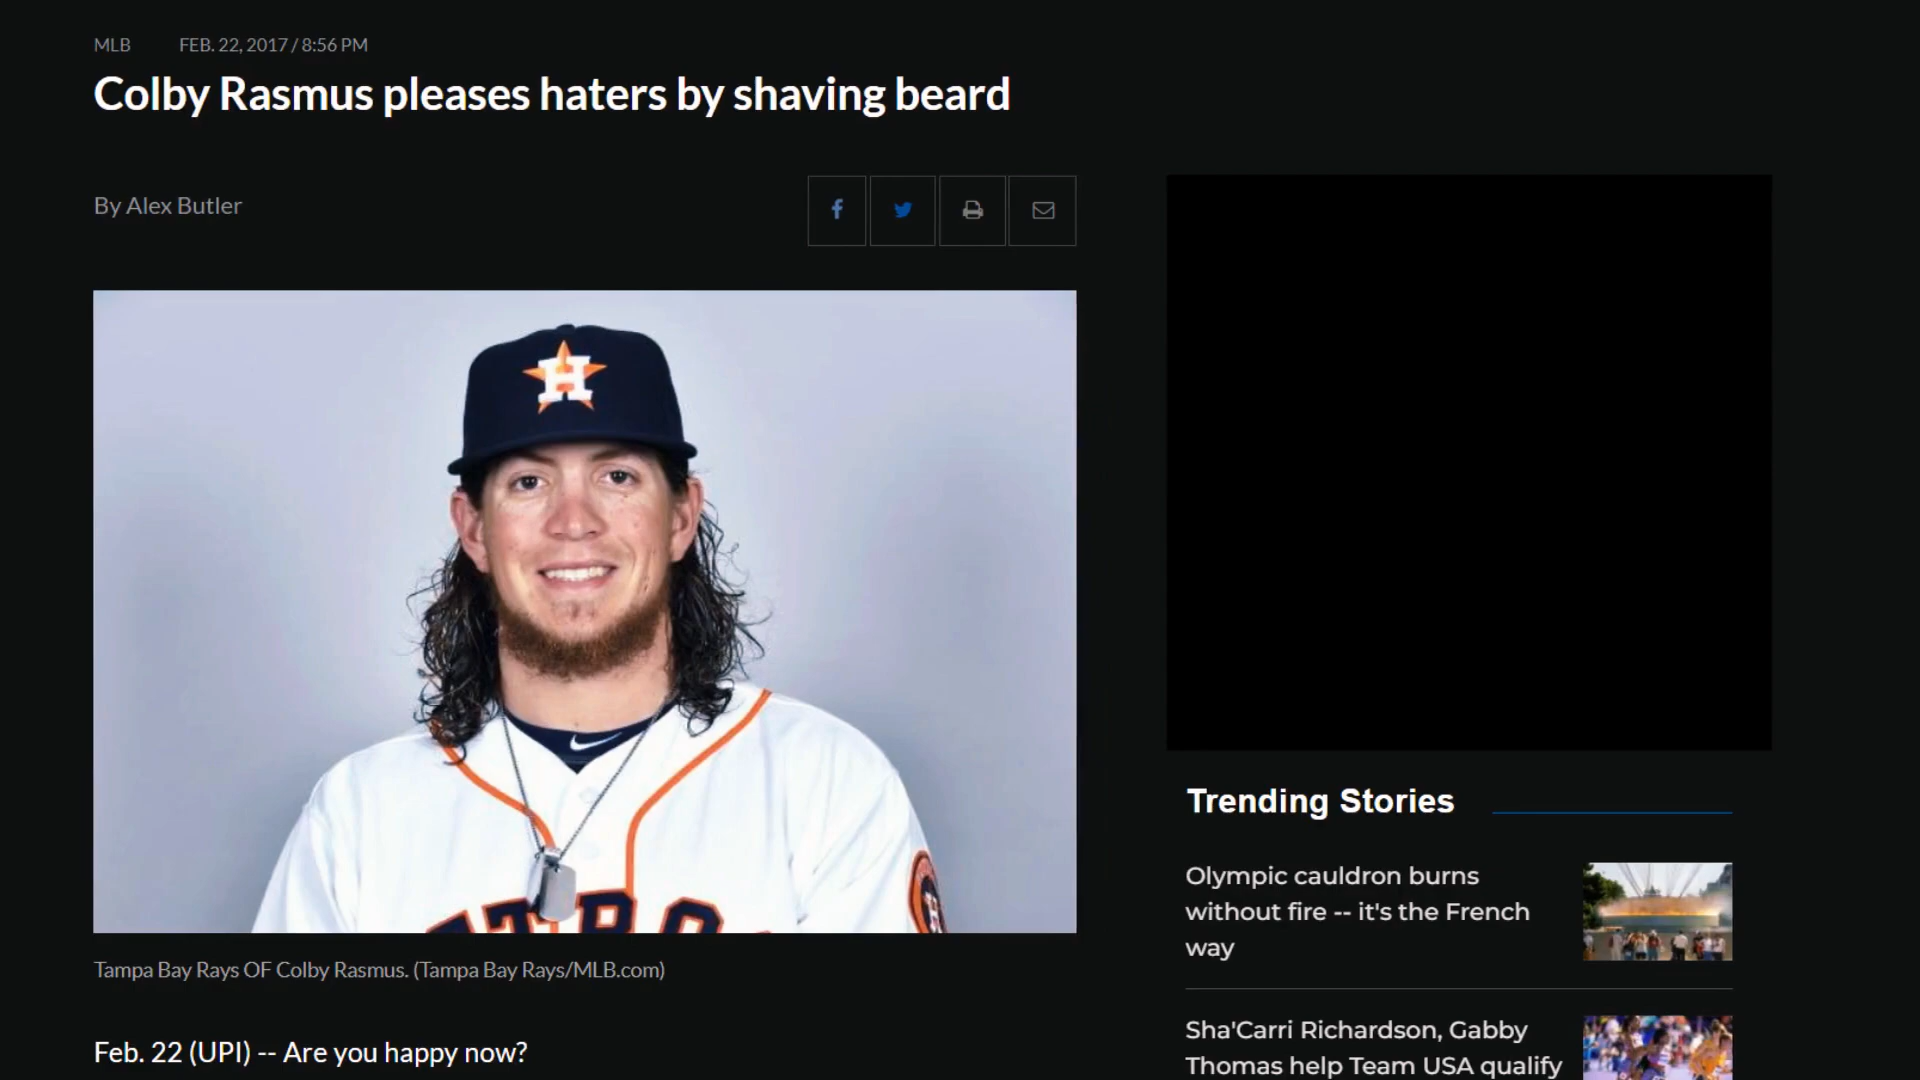 MLB FEB. 22, 2017 / 8:56 PM
Colby Rasmus pleases haters by shaving beard
By Alex Butler
H
ASTRO
H
Tampa Bay Rays OF Colby Rasmus. (Tampa Bay Rays/MLB.com)
Feb. 22 (UPI) -- Are you happy now?
Trending Stories
Olympic cauldron burns
without fire -- it's the French
way
Sha'Carri Richardson, Gabby
Thomas help Team USA qualify